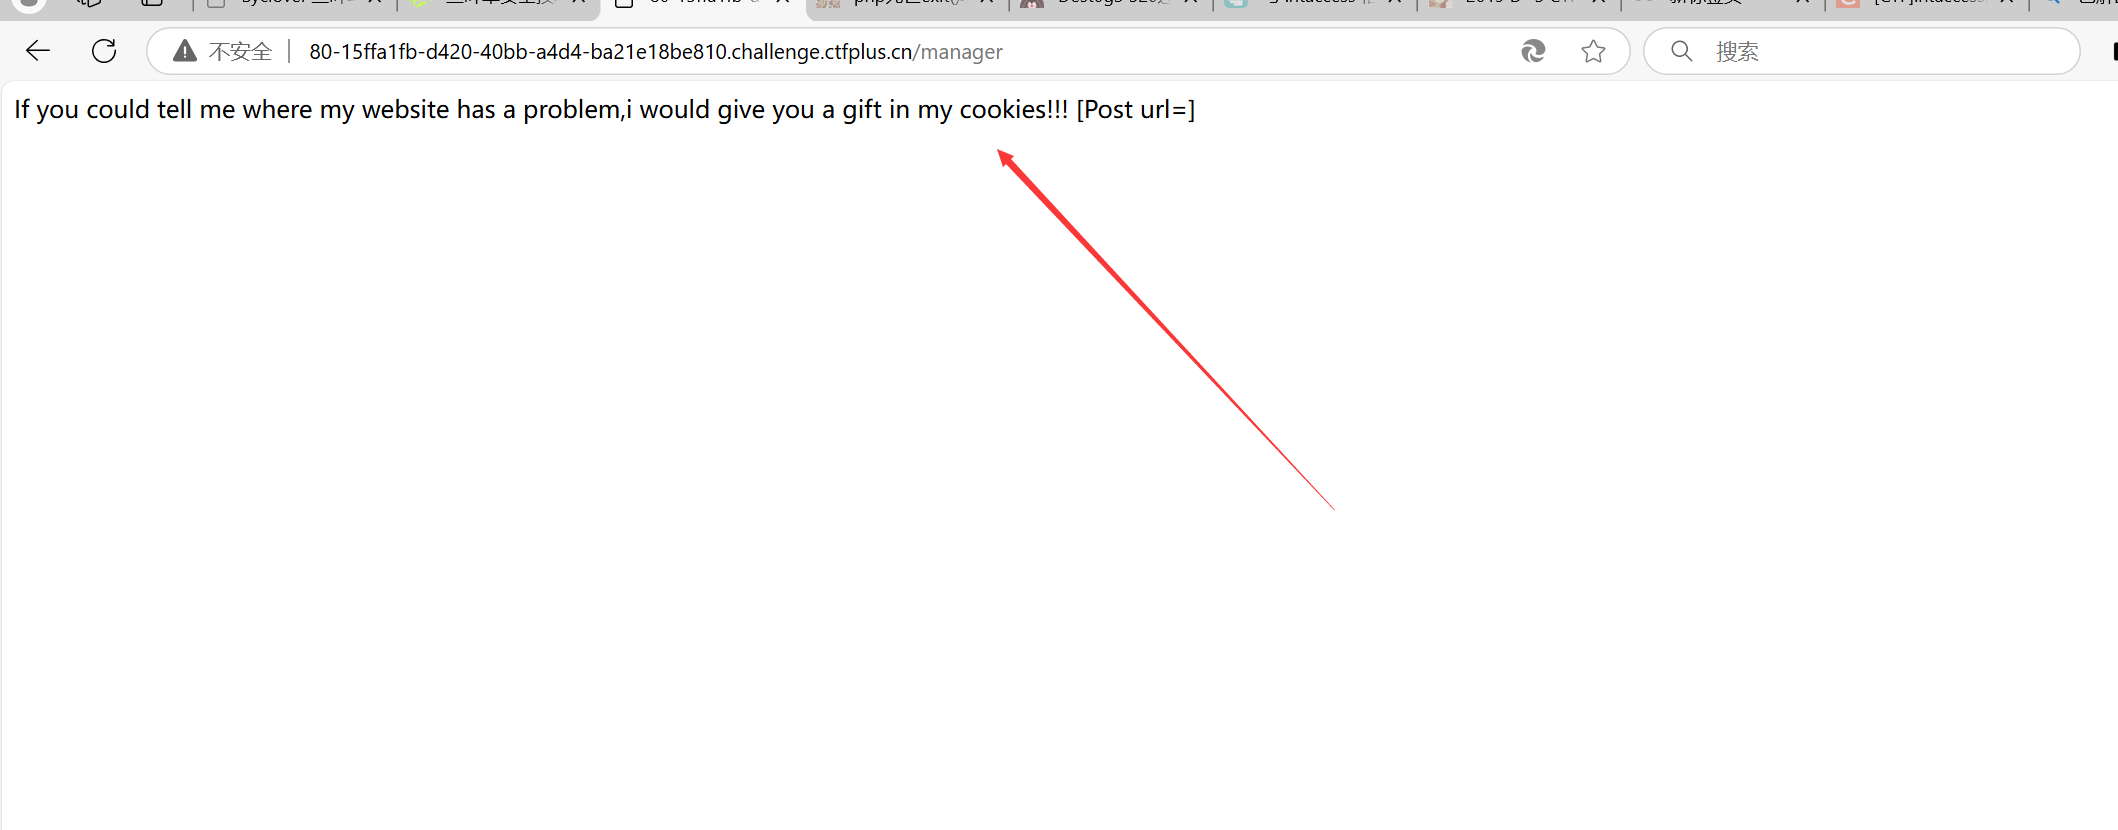 不安全 80-15ffa1fb-d420-40bb-a4d4-ba21e18be810.challenge.ctfplus.cn/manager 搜索
If you could tell me where my website has a problem,i would give you a gift in my cookies!!! [Post url=]